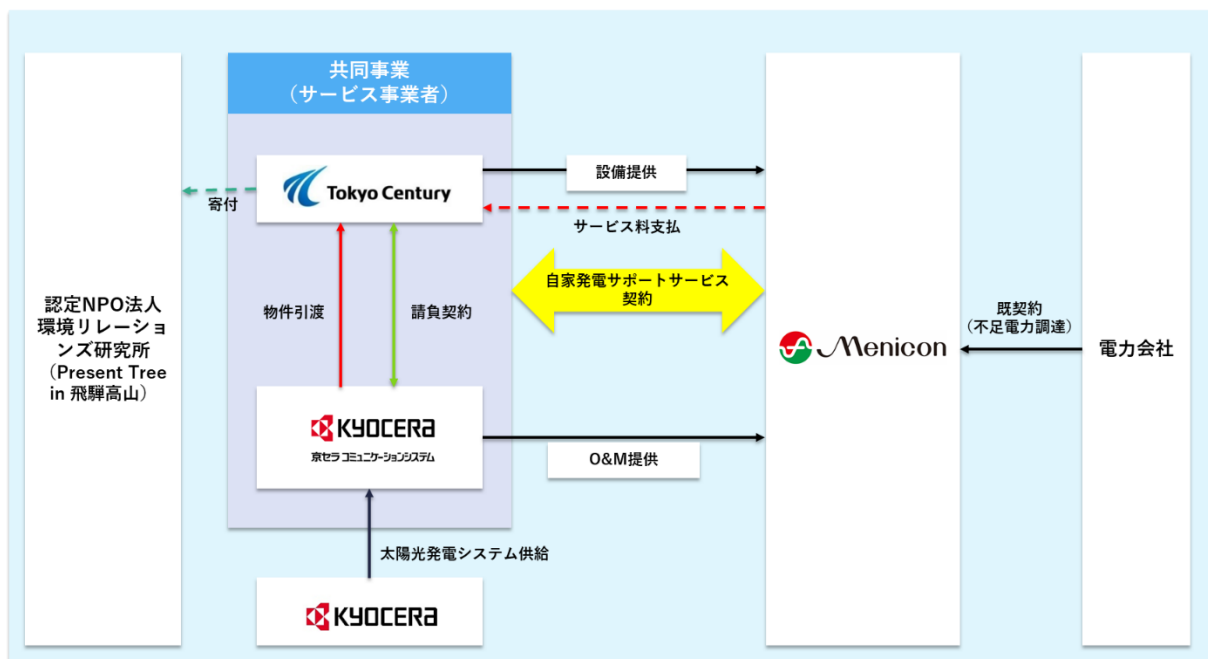 共同事業
（サービス事業者）
Tokyo Century
設備提供
寄付
サービス料支払
自家発電サポートサービス
契約
物件引渡
請負契約
認定NPO法人
環境リレーショ
ンズ研究所
（Present Tree
in 飛騨高山）
Menicon
既契約
（不足電力調達）
電力会社
KYOCERA
京セラ コミュニケーションシステム
O&M提供
太陽光発電システム供給
KYOCERA